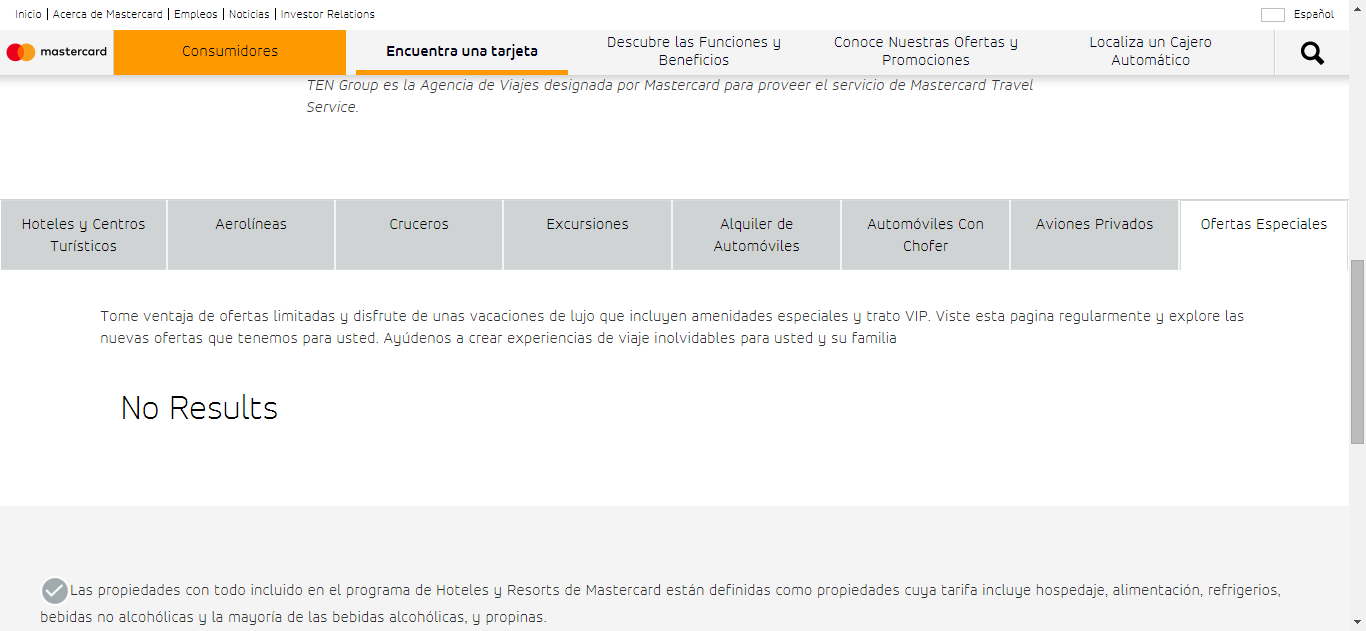 Inicio | Acerca de Mastercard | Empleos | Noticias | Investor Relations
Español
mastercard
Consumidores
Encuentra una tarjeta
Descubre las Funciones y
Beneficios
Conoce Nuestras Ofertas y
Promociones
Localiza un Cajero
Automático
TEN Group es la Agencia de Viajes designada por Mastercard para proveer el servicio de Mastercard Travel
Service.
Hoteles y Centros
Turísticos
Aerolíneas
Cruceros
Excursiones
Alquiler de
Automóviles
Automóviles Con
Chofer
Aviones Privados
Ofertas Especiales
Tome ventaja de ofertas limitadas y disfrute de unas vacaciones de lujo que incluyen amenidades especiales y trato VIP. Viste esta pagina regularmente y explore las
nuevas ofertas que tenemos para usted. Ayúdenos a crear experiencias de viaje inolvidables para usted y su familia
No Results
Las propiedades con todo incluido en el programa de Hoteles y Resorts de Mastercard están definidas como propiedades cuya tarifa incluye hospedaje, alimentación, refrigerios,
bebidas no alcohólicas y la mayoría de las bebidas alcohólicas, y propinas.